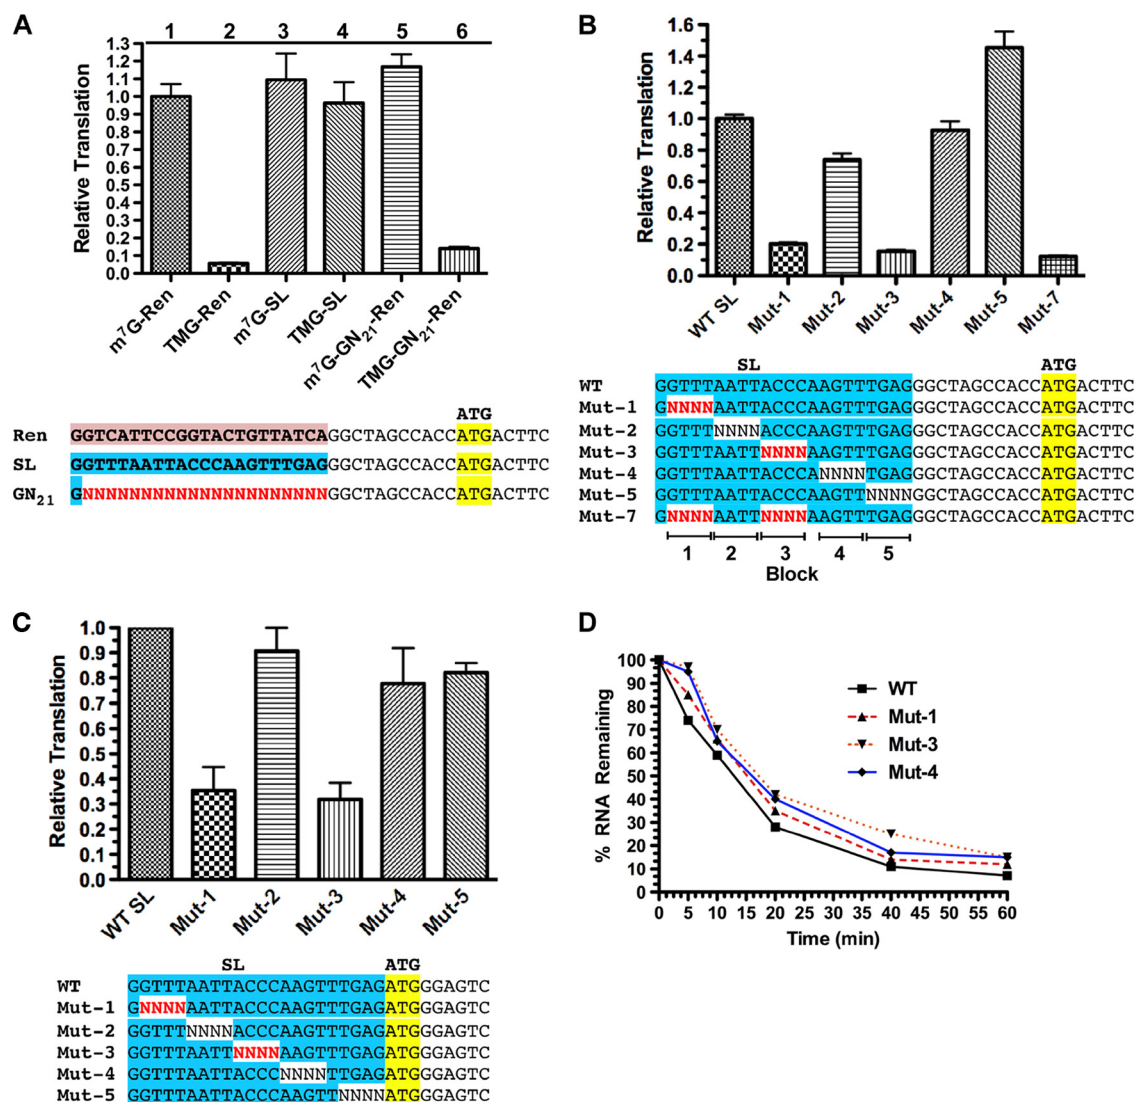 A
1 2 3 4 5 6
1.3
1.2
1.1
1.0
0.9
0.8
0.7
0.6
0.5
0.4
0.3
0.2
0.1
0.0
Relative Translation
m⁷G-Ren
TMG-Ren
m⁷G-SL
TMG-SL
m⁷G-GN₂₁-Ren
TMG-GN₂₁-Ren
ATG
Ren GGTCATTCCGGTACTGTTATCAGGCTAGCCACCATGACTTC
SL GGTTTAATTACCCAAGTTTGAGGGCTAGCCACCATGACTTC
GN₂₁ GNNNNNNNNNNNNNNNNNNNNNGGCTAGCCACCATGACTTC
B
1.6
1.4
1.2
1.0
0.8
0.6
0.4
0.2
0.0
Relative Translation
WT SL
Mut-1
Mut-2
Mut-3
Mut-4
Mut-5
Mut-7
SL ATG
WT GGTTTAATTACCCAAGTTTGAGGGCTAGCCACCATGACTTC
Mut-1 GNNNNAATTACCCAAGTTTGAGGGCTAGCCACCATGACTTC
Mut-2 GGTTTNNNNACCCAAGTTTGAGGGCTAGCCACCATGACTTC
Mut-3 GGTTTAATTNNNNAAGTTTGAGGGCTAGCCACCATGACTTC
Mut-4 GGTTTAATTACCCANNNNTGAGGGCTAGCCACCATGACTTC
Mut-5 GGTTTAATTACCCAAGTTNNNNGGCTAGCCACCATGACTTC
Mut-7 GNNNNAATTNNNNAAGTTTGAGGGCTAGCCACCATGACTTC
1 2 3 4 5
Block
C
1.0
0.9
0.8
0.7
0.6
0.5
0.4
0.3
0.2
0.1
0.0
Relative Translation
WT SL
Mut-1
Mut-2
Mut-3
Mut-4
Mut-5
SL ATG
WT GGTTTAATTACCCAAGTTTGAGATGGGAGTC
Mut-1 GNNNNAATTACCCAAGTTTGAGATGGGAGTC
Mut-2 GGTTTNNNNACCCAAGTTTGAGATGGGAGTC
Mut-3 GGTTTAATTNNNNAAGTTTGAGATGGGAGTC
Mut-4 GGTTTAATTACCCNNNNTTGAGATGGGAGTC
Mut-5 GGTTTAATTACCCAAGTTNNNNATGGGAGTC
D
100
90
80
70
60
50
40
30
20
10
0
% RNA Remaining
WT
Mut-1
Mut-3
Mut-4
0 5 10 15 20 25 30 35 40 45 50 55 60
Time (min)